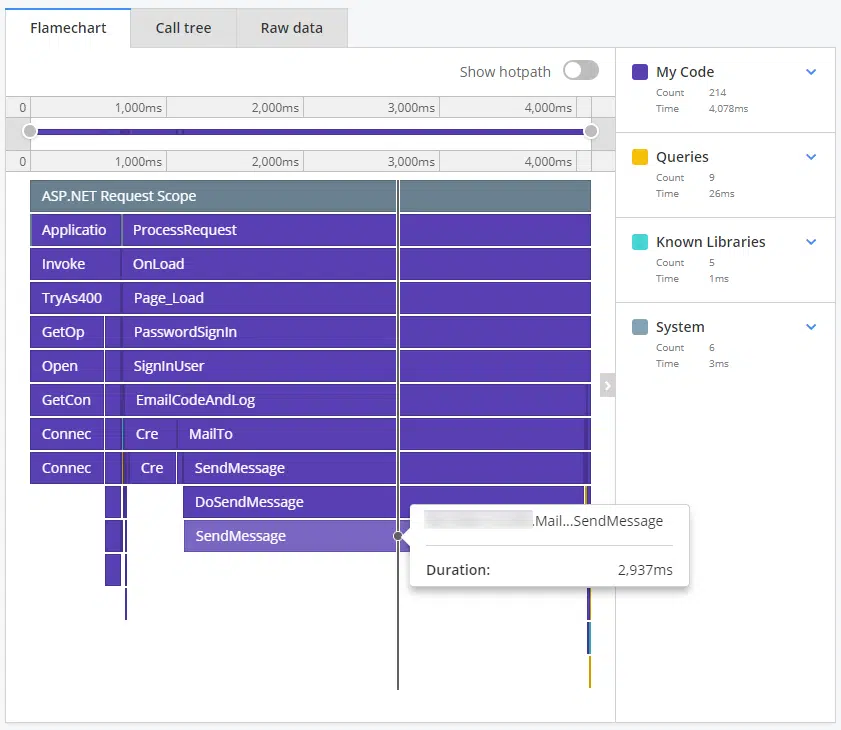 Flamechart Call tree Raw data
Show hotpath
0 1,000ms 2,000ms 3,000ms 4,000ms
0 1,000ms 2,000ms 3,000ms 4,000ms
ASP.NET Request Scope
Applicatio ProcessRequest
Invoke OnLoad
TryAs400 Page_Load
GetOp PasswordSignIn
Open SignInUser
GetCon EmailCodeAndLog
Connec Cre MailTo
Connec Cre SendMessage
DoSendMessage
SendMessage
.Mail...SendMessage
Duration: 2,937ms
My Code
Count 214
Time 4,078ms
Queries
Count 9
Time 26ms
Known Libraries
Count 5
Time 1ms
System
Count 6
Time 3ms